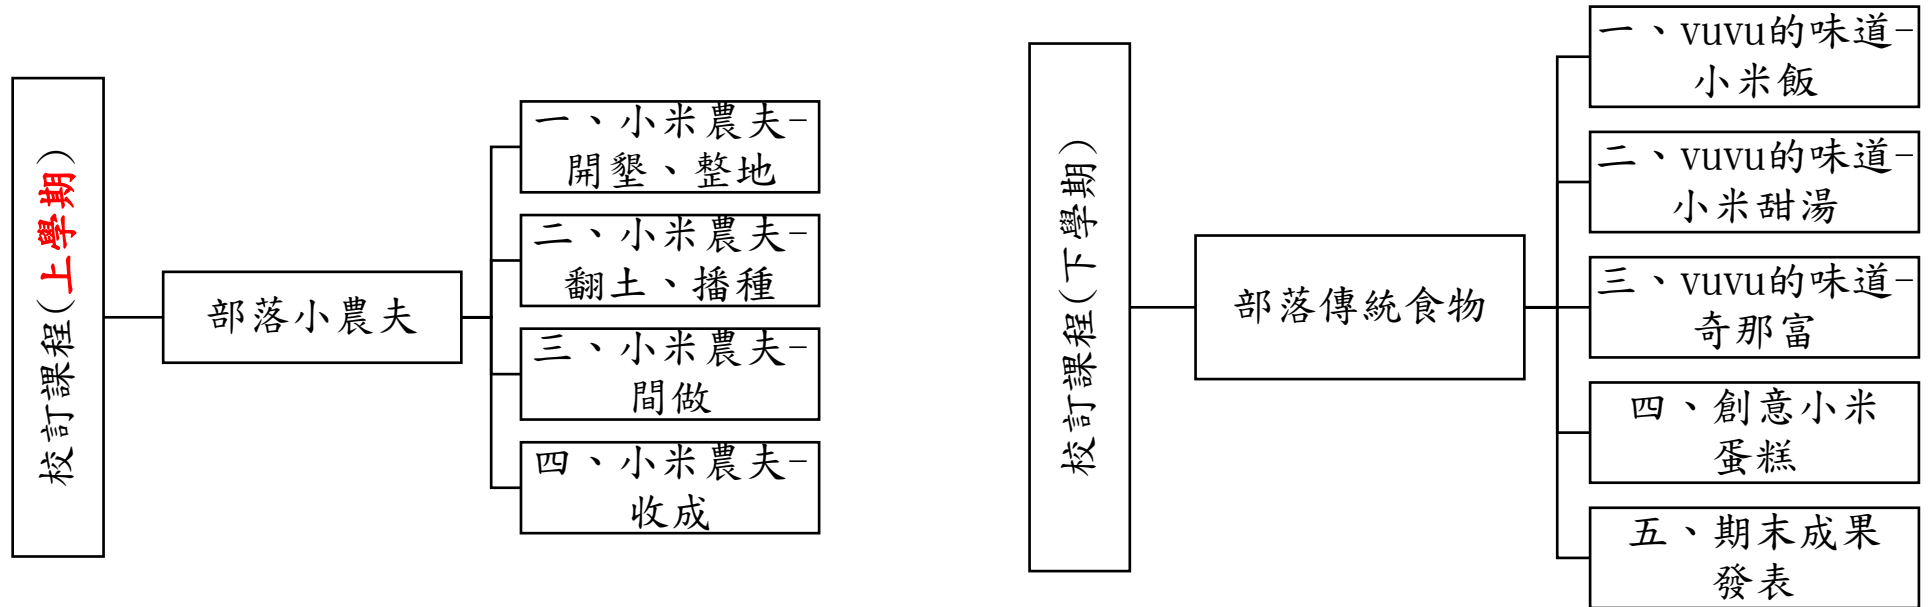 校訂課程(上學期)
部落小農夫
一、小米農夫-
開墾、整地
二、小米農夫-
翻土、播種
三、小米農夫-
間做
四、小米農夫-
收成
校訂課程(下學期)
部落傳統食物
一、vuvu的味道-
小米飯
二、vuvu的味道-
小米甜湯
三、vuvu的味道-
奇那富
四、創意小米
蛋糕
五、期末成果
發表